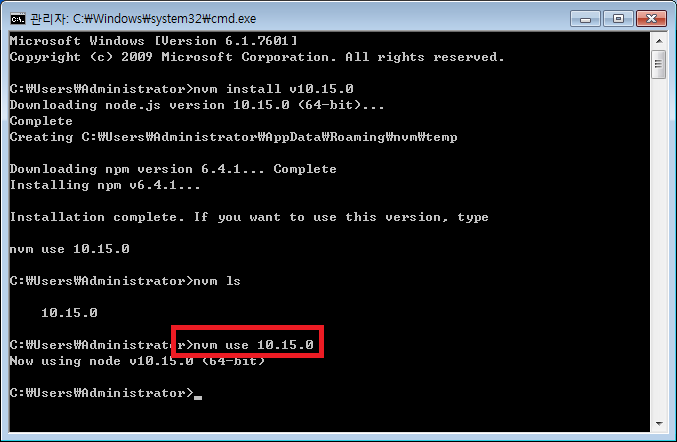 관리자: C:₩Windows₩system32₩cmd.exe
Microsoft Windows [Version 6.1.7601]
Copyright (c) 2009 Microsoft Corporation. All rights reserved.
C:₩Users₩Administrator>nvm install v10.15.0
Downloading node.js version 10.15.0 (64-bit)...
Complete
Creating C:₩Users₩Administrator₩AppData₩Roaming₩nvm₩temp
Downloading npm version 6.4.1... Complete
Installing npm v6.4.1...
Installation complete. If you want to use this version, type
nvm use 10.15.0
C:₩Users₩Administrator>nvm ls
10.15.0
C:₩Users₩Administrator>nvm use 10.15.0
Now using node v10.15.0 (64-bit)
C:₩Users₩Administrator>_